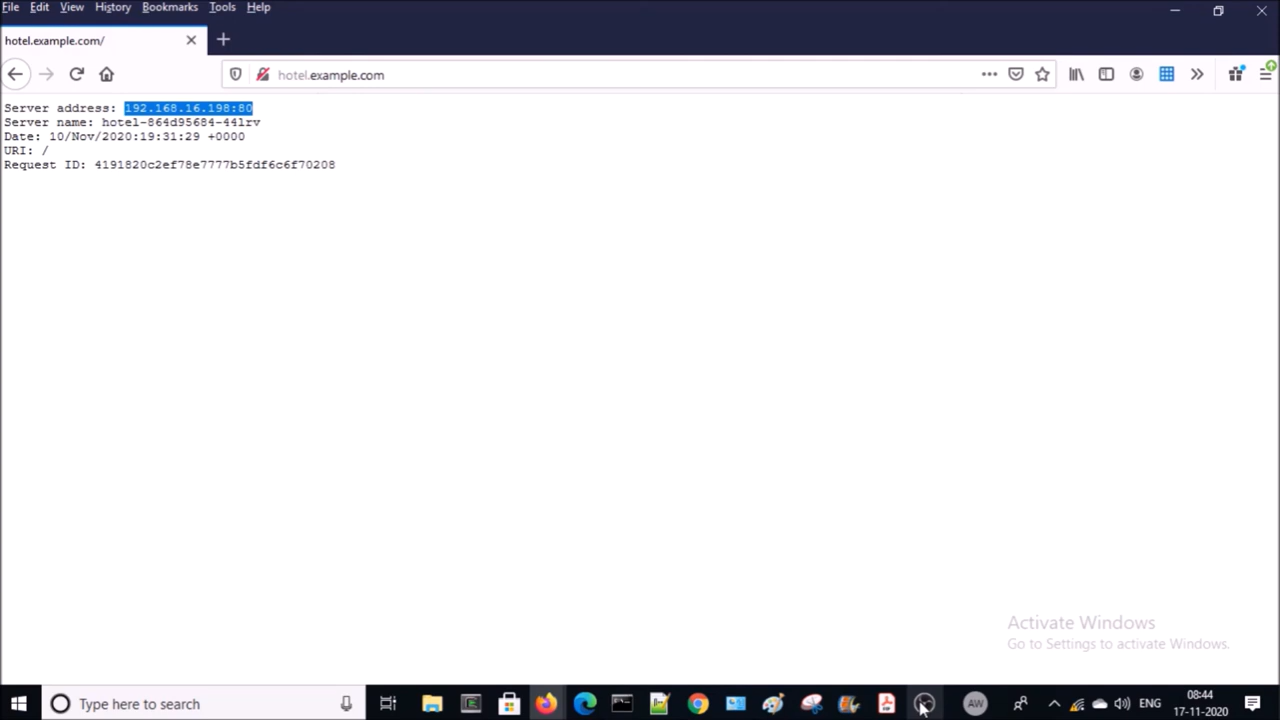 File Edit View History Bookmarks Tools Help
hotel.example.com/
hotel.example.com
Server address: 192.168.16.198:80
Server name: hotel-864d95684-44lrv
Date: 10/Nov/2020:19:31:29 +0000
URI: /
Request ID: 4191820c2ef78e7777b5fdf6c6f70208
Activate Windows
Go to Settings to activate Windows.
Type here to search
AW
ENG
08:44
17-11-2020